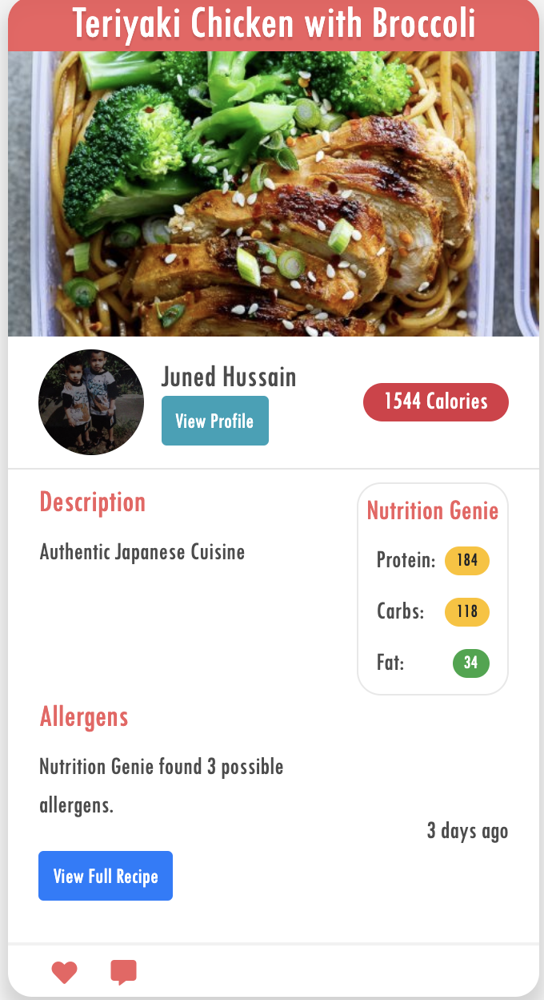 Teriyaki Chicken with Broccoli
Juned Hussain
View Profile
1544 Calories
Description
Authentic Japanese Cuisine
Nutrition Genie
Protein: 184
Carbs: 118
Fat: 34
Allergens
Nutrition Genie found 3 possible
allergens.
3 days ago
View Full Recipe